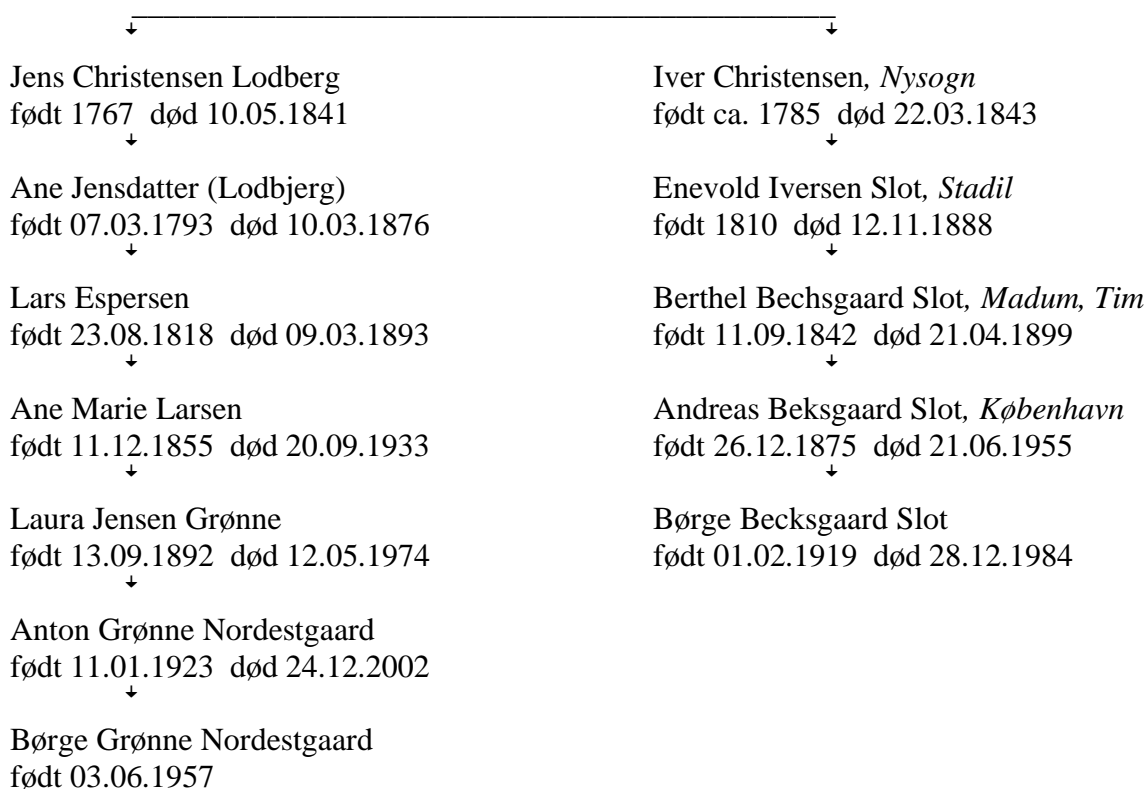 Jens Christensen Lodberg
født 1767  død 10.05.1841
Ane Jensdatter (Lodbjerg)
født 07.03.1793  død 10.03.1876
Lars Espersen
født 23.08.1818  død 09.03.1893
Ane Marie Larsen
født 11.12.1855  død 20.09.1933
Laura Jensen Grønne
født 13.09.1892  død 12.05.1974
Anton Grønne Nordestgaard
født 11.01.1923  død 24.12.2002
Børge Grønne Nordestgaard
født 03.06.1957
Iver Christensen, Nysogn
født ca. 1785  død 22.03.1843
Enevold Iversen Slot, Stadil
født 1810  død 12.11.1888
Berthel Bechsgaard Slot, Madum, Tim
født 11.09.1842  død 21.04.1899
Andreas Beksgaard Slot, København
født 26.12.1875  død 21.06.1955
Børge Becksgaard Slot
født 01.02.1919  død 28.12.1984